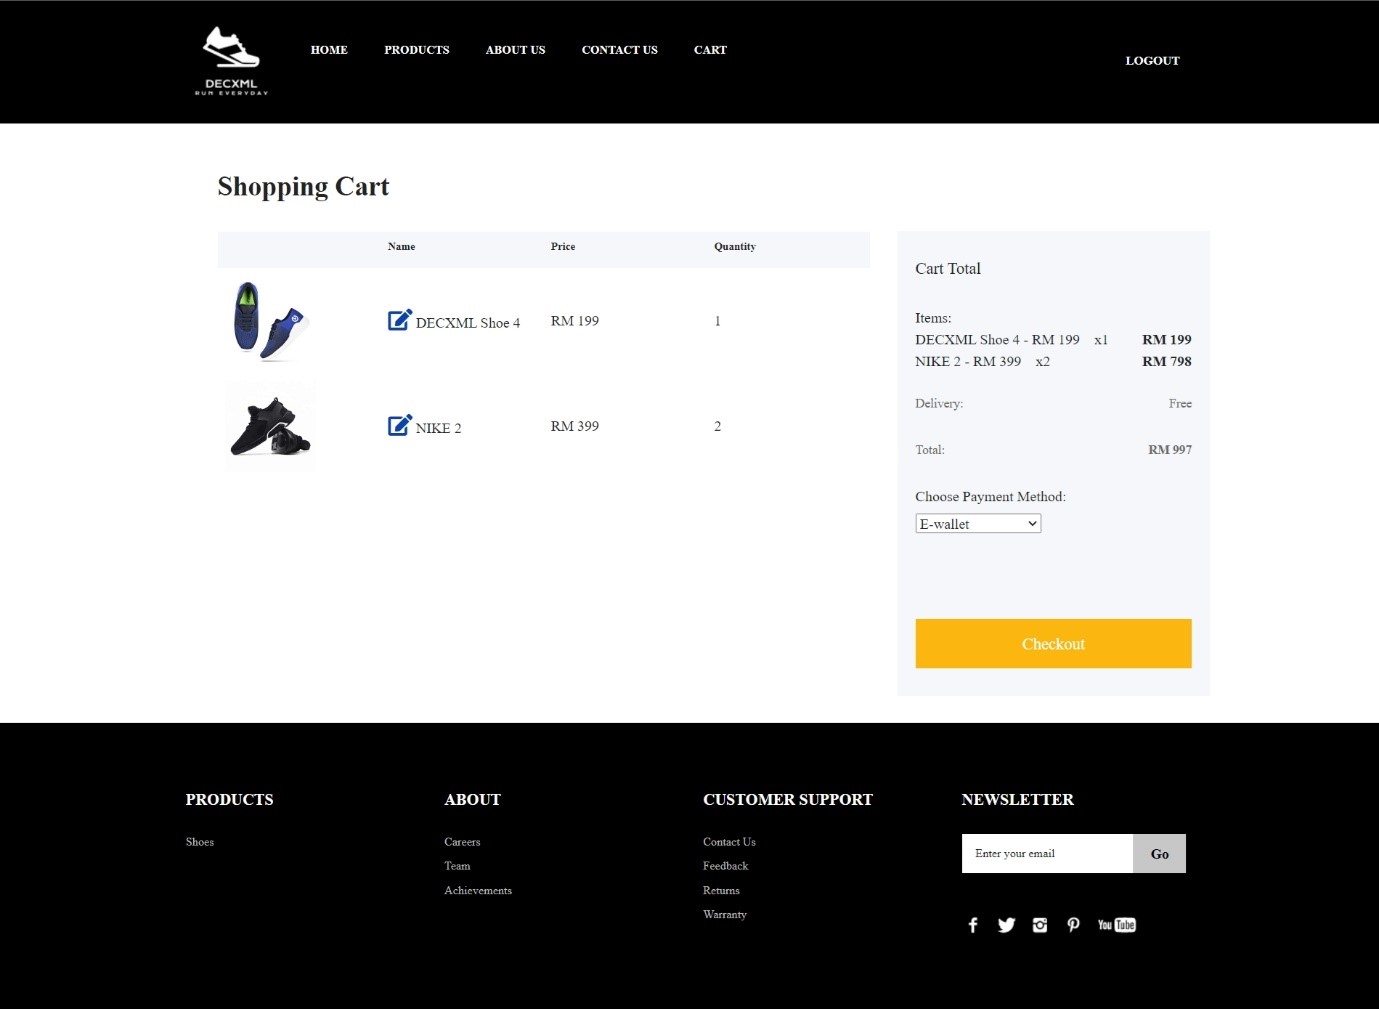 HOME PRODUCTS ABOUT US CONTACT US CART
LOGOUT
DECXML
RUN EVERYDAY
Shopping Cart
Name Price Quantity
DECXML Shoe 4 RM 199 1
NIKE 2 RM 399 2
Cart Total
Items:
DECXML Shoe 4 - RM 199 x1 RM 199
NIKE 2 - RM 399 x2 RM 798
Delivery: Free
Total: RM 997
Choose Payment Method:
E-wallet
Checkout
PRODUCTS
Shoes
ABOUT
Careers
Team
Achievements
CUSTOMER SUPPORT
Contact Us
Feedback
Returns
Warranty
NEWSLETTER
Enter your email Go
You Tube